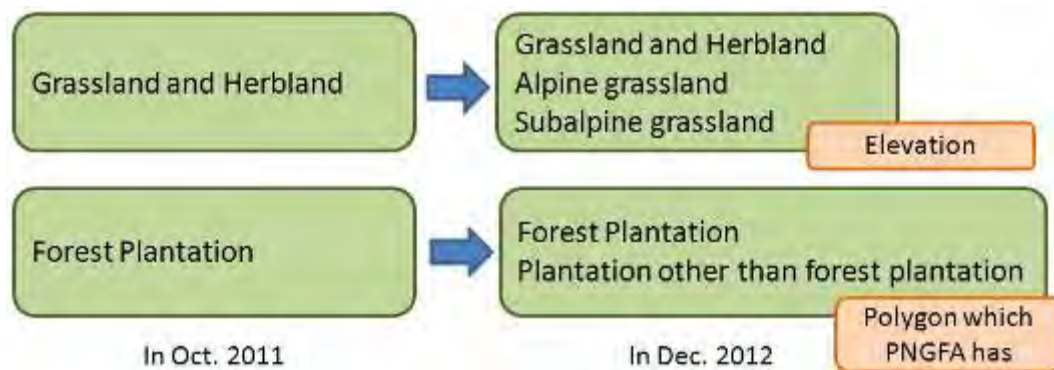 Grassland and Herbland
Grassland and Herbland
Alpine grassland
Subalpine grassland
Elevation
Forest Plantation
Forest Plantation
Plantation other than forest plantation
Polygon which
PNGFA has
In Oct. 2011
In Dec. 2012